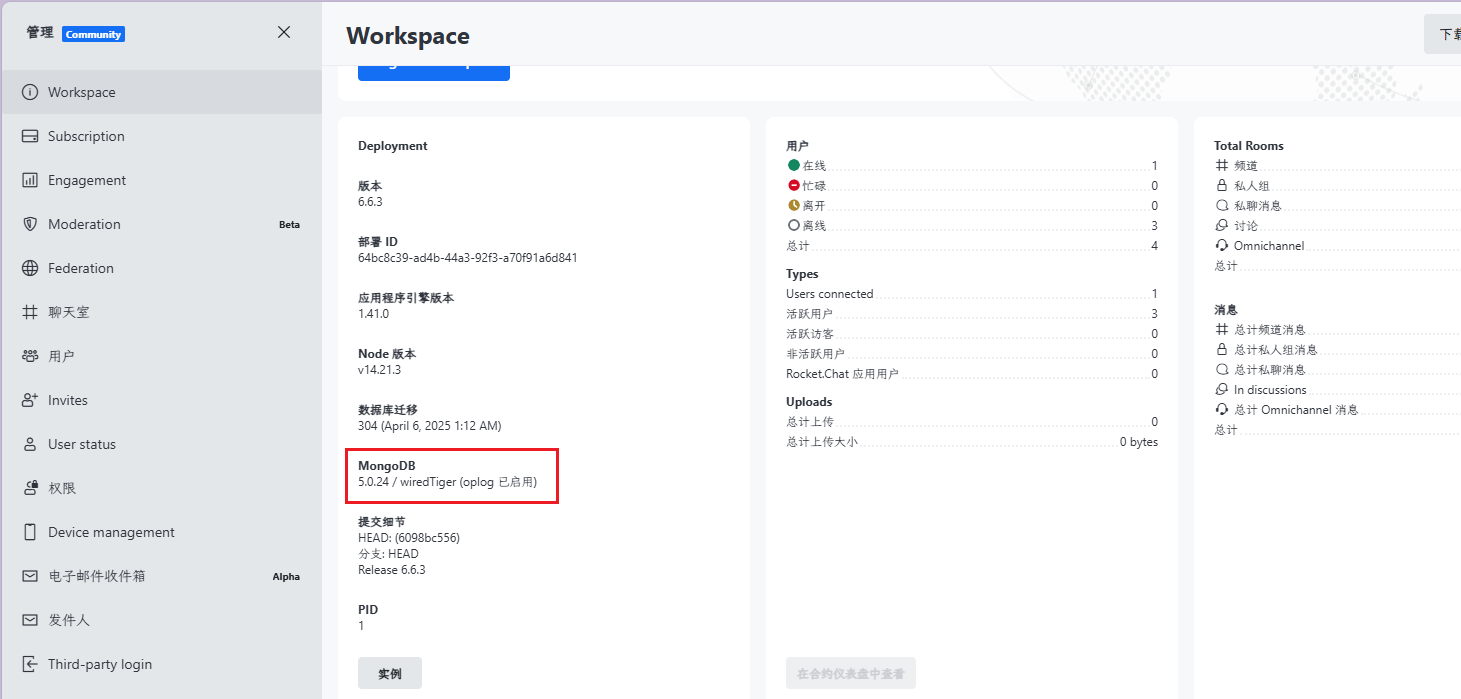 管理 Community
Workspace
Subscription
Engagement
Moderation Beta
Federation
聊天室
用户
Invites
User status
权限
Device management
电子邮件收件箱 Alpha
发件人
Third-party login
Workspace
下载
Deployment
版本
6.6.3
部署 ID
64bc8c39-ad4b-44a3-92f3-a70f91a6d841
应用程序引擎版本
1.41.0
Node 版本
v14.21.3
数据库迁移
304 (April 6, 2025 1:12 AM)
MongoDB
5.0.24 / wiredTiger (oplog 已启用)
提交细节
HEAD: (6098bc556)
分支: HEAD
Release 6.6.3
PID
1
实例
用户
在线 1
忙碌 0
离开 0
离线 3
总计 4
Types
Users connected 1
活跃用户 3
活跃访客 0
非活跃用户 0
Rocket.Chat 应用用户 0
Uploads
总计上传 0
总计上传大小 0 bytes
在合约仪表盘中查看
Total Rooms
频道
私人组
私聊消息
讨论
Omnichannel
总计
消息
总计频道消息
总计私人组消息
总计私聊消息
In discussions
总计 Omnichannel 消息
总计